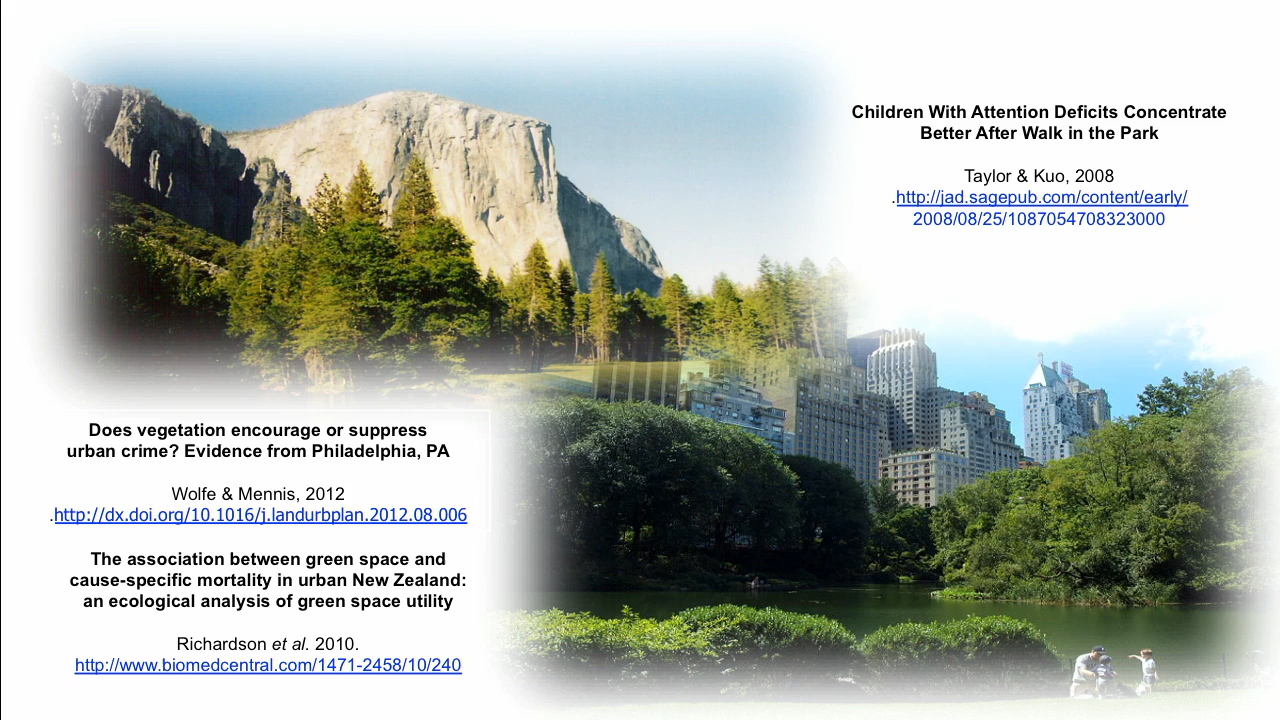 Children With Attention Deficits Concentrate
Better After Walk in the Park
Taylor & Kuo, 2008
.http://jad.sagepub.com/content/early/
2008/08/25/1087054708323000
Does vegetation encourage or suppress
urban crime? Evidence from Philadelphia, PA
Wolfe & Mennis, 2012
.http://dx.doi.org/10.1016/j.landurbplan.2012.08.006
The association between green space and
cause-specific mortality in urban New Zealand:
an ecological analysis of green space utility
Richardson et al. 2010.
http://www.biomedcentral.com/1471-2458/10/240